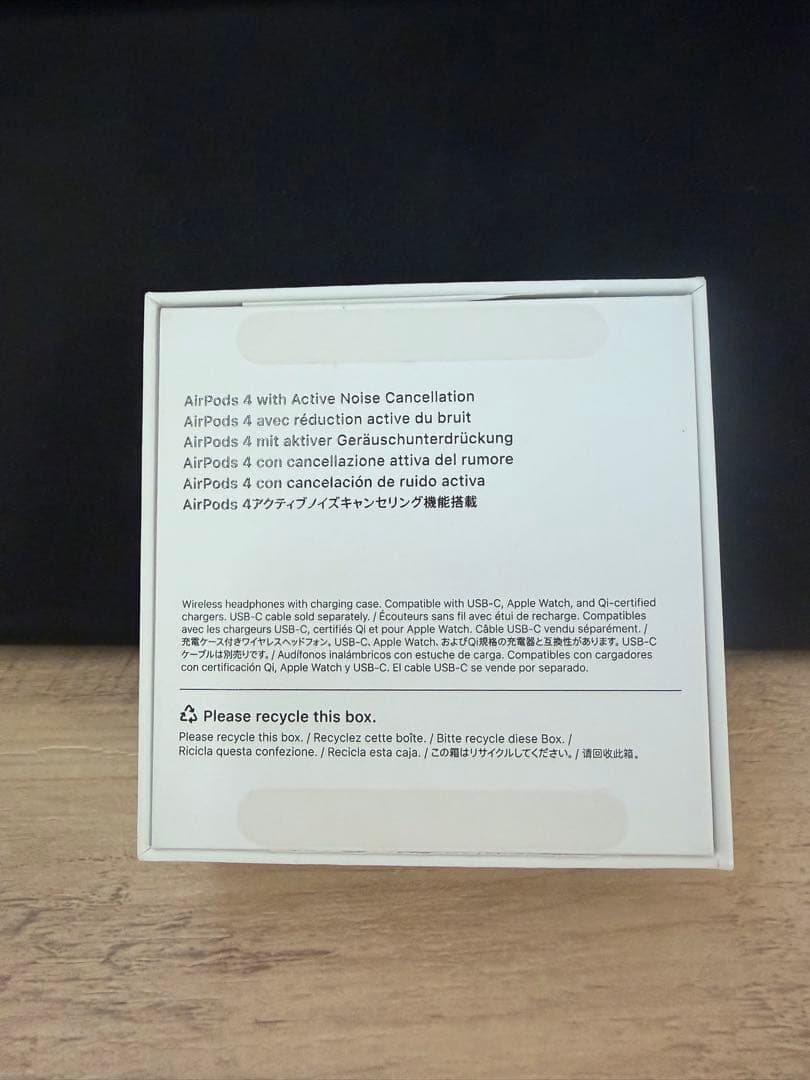 AirPods 4 with Active Noise Cancellation
AirPods 4 avec réduction active du bruit
AirPods 4 mit aktiver Geräuschunterdrückung
AirPods 4 con cancellazione attiva del rumore
AirPods 4 con cancelación de ruido activa
AirPods 4アクティブノイズキャンセリング機能搭載
Wireless headphones with charging case. Compatible with USB-C, Apple Watch, and Qi-certified
chargers. USB-C cable sold separately. / Écouteurs sans fil avec étui de recharge. Compatibles
avec les chargeurs USB-C, certifiés Qi et pour Apple Watch. Câble USB-C vendu séparément. /
充電ケース付きワイヤレスヘッドフォン。USB-C、Apple Watch、およびQi規格の充電器と互換性があります。USB-C
ケーブルは別売りです。/ Audífonos inalámbricos con estuche de carga. Compatibles con cargadores
con certificación Qi, Apple Watch y USB-C. El cable USB-C se vende por separado.
Please recycle this box.
Please recycle this box. / Recyclez cette boîte. / Bitte recycle diese Box. /
Ricicla questa confezione. / Recicla esta caja. / この箱はリサイクルしてください。/ 请回收此箱。